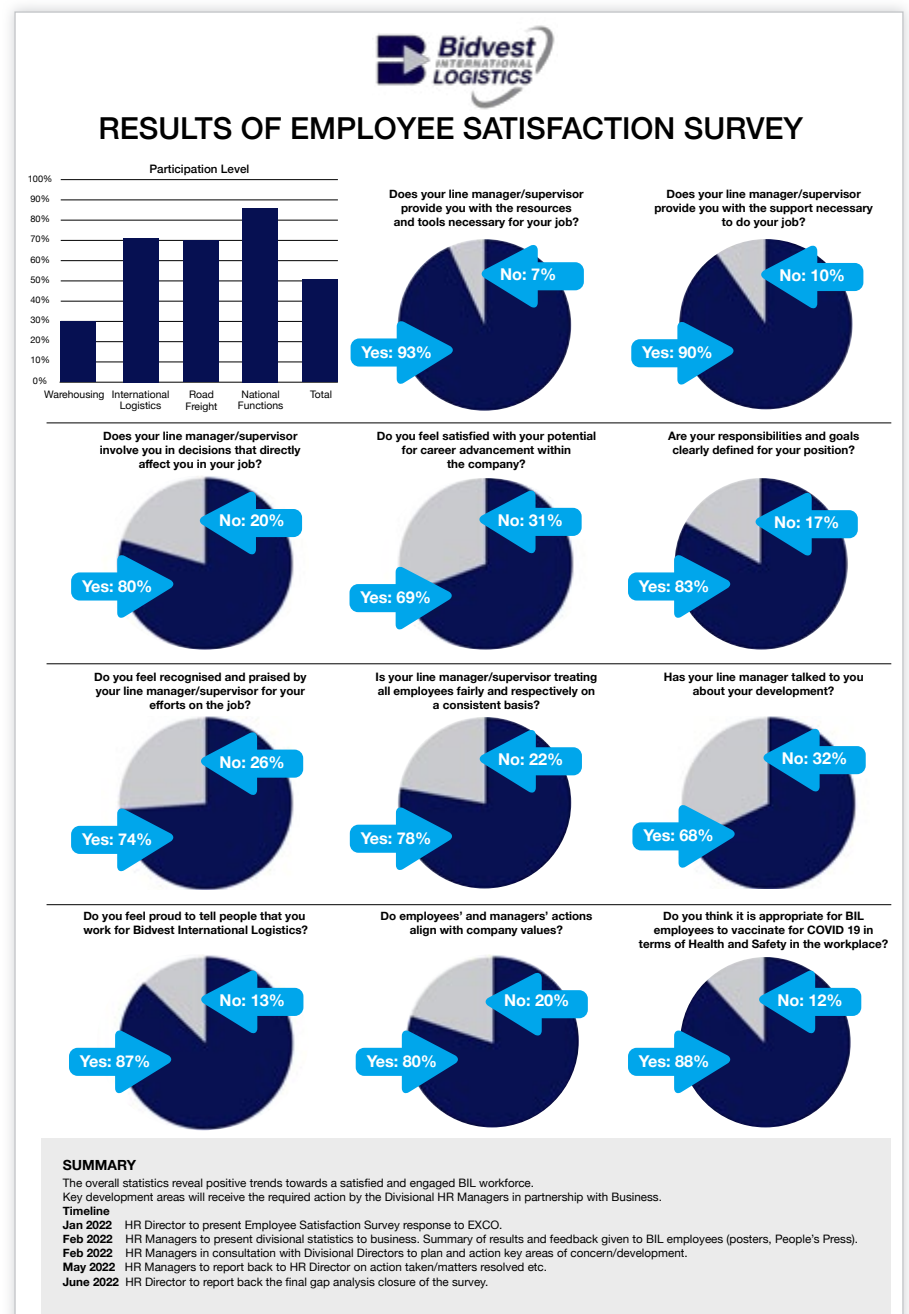 Bidvest
INTERNATIONAL
LOGISTICS
RESULTS OF EMPLOYEE SATISFACTION SURVEY
Participation Level
100%
90%
80%
70%
60%
50%
40%
30%
20%
10%
0%
Warehousing
International
Logistics
Road
Freight
National
Functions
Total
Does your line manager/supervisor
provide you with the resources
and tools necessary for your job?
No: 7%
Yes: 93%
Does your line manager/supervisor
provide you with the support necessary
to do your job?
No: 10%
Yes: 90%
Does your line manager/supervisor
involve you in decisions that directly
affect you in your job?
No: 20%
Yes: 80%
Do you feel satisfied with your potential
for career advancement within
the company?
No: 31%
Yes: 69%
Are your responsibilities and goals
clearly defined for your position?
No: 17%
Yes: 83%
Do you feel recognised and praised by
your line manager/supervisor for your
efforts on the job?
No: 26%
Yes: 74%
Is your line manager/supervisor treating
all employees fairly and respectively on
a consistent basis?
No: 22%
Yes: 78%
Has your line manager talked to you
about your development?
No: 32%
Yes: 68%
Do you feel proud to tell people that you
work for Bidvest International Logistics?
No: 13%
Yes: 87%
Do employees' and managers' actions
align with company values?
No: 20%
Yes: 80%
Do you think it is appropriate for BIL
employees to vaccinate for COVID 19 in
terms of Health and Safety in the workplace?
No: 12%
Yes: 88%
SUMMARY
The overall statistics reveal positive trends towards a satisfied and engaged BIL workforce.
Key development areas will receive the required action by the Divisional HR Managers in partnership with Business.
Timeline
Jan 2022 HR Director to present Employee Satisfaction Survey response to EXCO.
Feb 2022 HR Managers to present divisional statistics to business. Summary of results and feedback given to BIL employees (posters, People's Press).
Feb 2022 HR Managers in consultation with Divisional Directors to plan and action key areas of concern/development.
May 2022 HR Managers to report back to HR Director on action taken/matters resolved etc.
June 2022 HR Director to report back the final gap analysis closure of the survey.